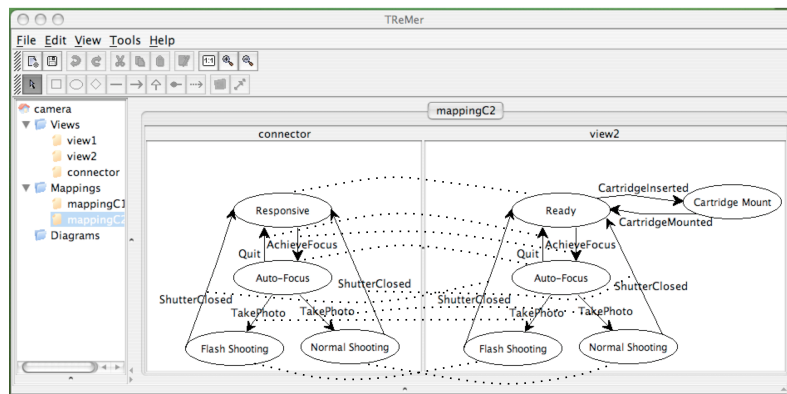 TReMer
File Edit View Tools Help
1:1
camera
Views
view1
view2
connector
Mappings
mappingC1
mappingC2
Diagrams
mappingC2
connector
view2
Responsive
Quit
AchieveFocus
Auto-Focus
ShutterClosed
ShutterClosed
TakePhoto
TakePhoto
Flash Shooting
Normal Shooting
Ready
CartridgeInserted
Cartridge Mount
CartridgeMounted
Quit
AchieveFocus
Auto-Focus
ShutterClosed
ShutterClosed
TakePhoto
TakePhoto
Flash Shooting
Normal Shooting